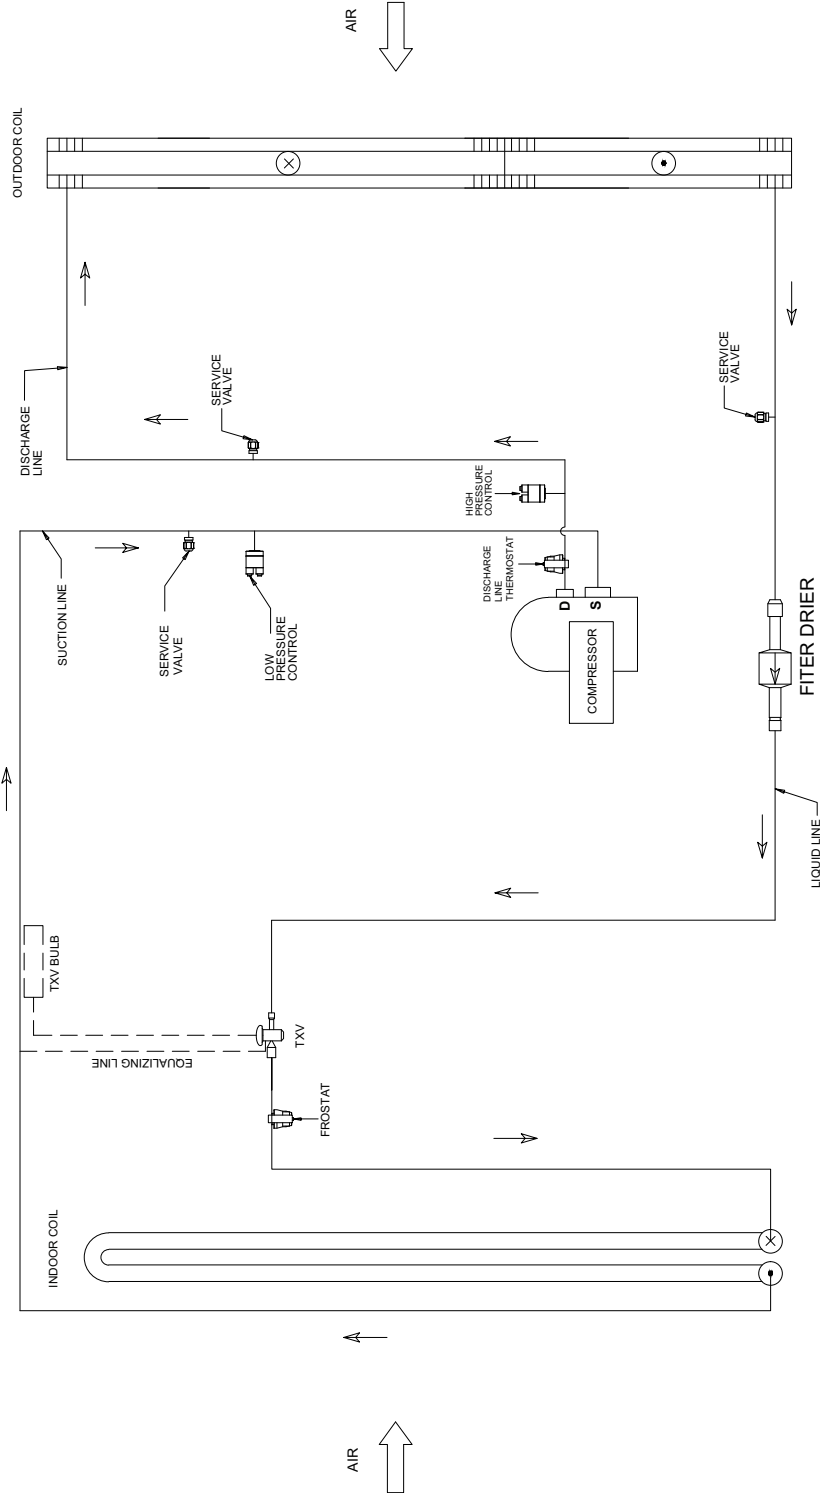 AIR
OUTDOOR COIL
DISCHARGE
LINE
SERVICE
VALVE
SERVICE
VALVE
HIGH
PRESSURE
CONTROL
SUCTION LINE
SERVICE
VALVE
LOW
PRESSURE
CONTROL
DISCHARGE
LINE
THERMOSTAT
D
S
COMPRESSOR
FITER DRIER
LIQUID LINE
TXV BULB
EQUALIZING LINE
TXV
FROSTAT
INDOOR COIL
AIR